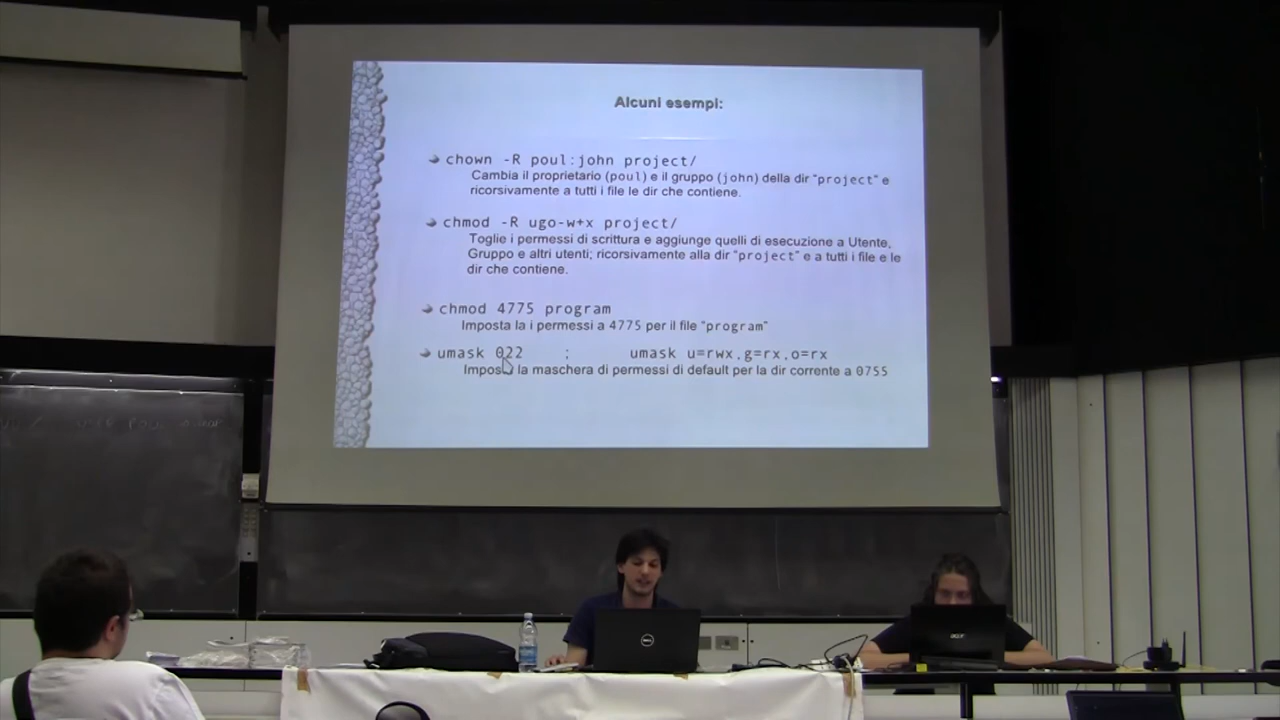 Alcuni esempi:
chown -R poul:john project/
Cambia il proprietario (poul) e il gruppo (john) della dir "project" e
ricorsivamente a tutti i file le dir che contiene.
chmod -R ugo-w+x project/
Toglie i permessi di scrittura e aggiunge quelli di esecuzione a Utente,
Gruppo e altri utenti; ricorsivamente alla dir "project" e a tutti i file e le
dir che contiene.
chmod 4775 program
Imposta la i permessi a 4775 per il file "program"
umask 022 : umask u=rwx,g=rx,o=rx
Imposta la maschera di permessi di default per la dir corrente a 0755
DELL
acer